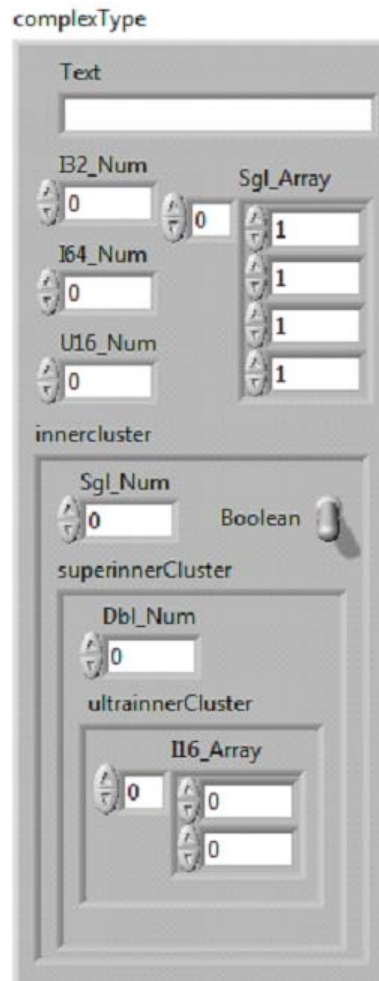 complexType
Text
I32_Num
Sgl_Array
0
0
1
I64_Num
1
0
1
U16_Num
0
1
innercluster
Sgl_Num
0
Boolean
superinnerCluster
Dbl_Num
0
ultrainnerCluster
I16_Array
0
0
0